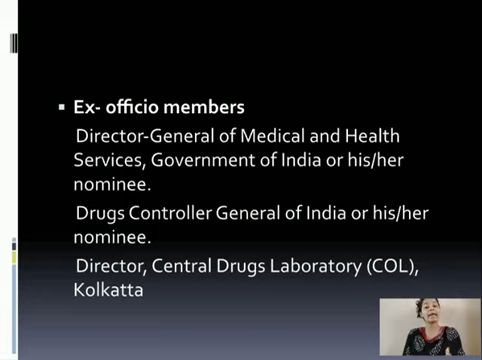 Ex- officio members
Director-General of Medical and Health
Services, Government of India or his/her
nominee.
Drugs Controller General of India or his/her
nominee.
Director, Central Drugs Laboratory (COL),
Kolkatta